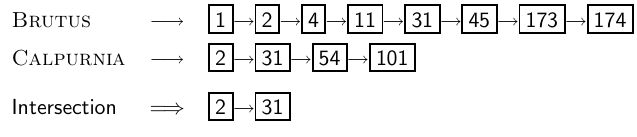 BRUTUS ⟶ 1 → 2 → 4 → 11 → 31 → 45 → 173 → 174
CALPURNIA ⟶ 2 → 31 → 54 → 101
Intersection ⟹ 2 → 31